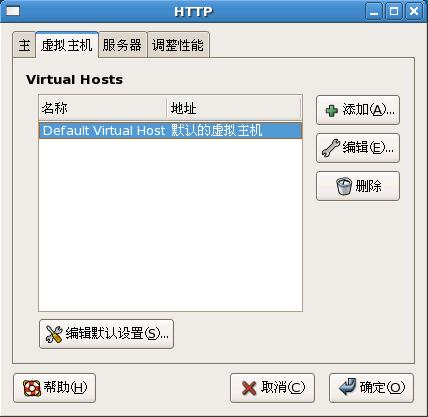 HTTP
主 虚拟主机 服务器 调整性能
Virtual Hosts
名称 地址
Default Virtual Host 默认的虚拟主机
添加(A)...
编辑(E)...
删除
编辑默认设置(S)...
帮助(H) 取消(C) 确定(O)